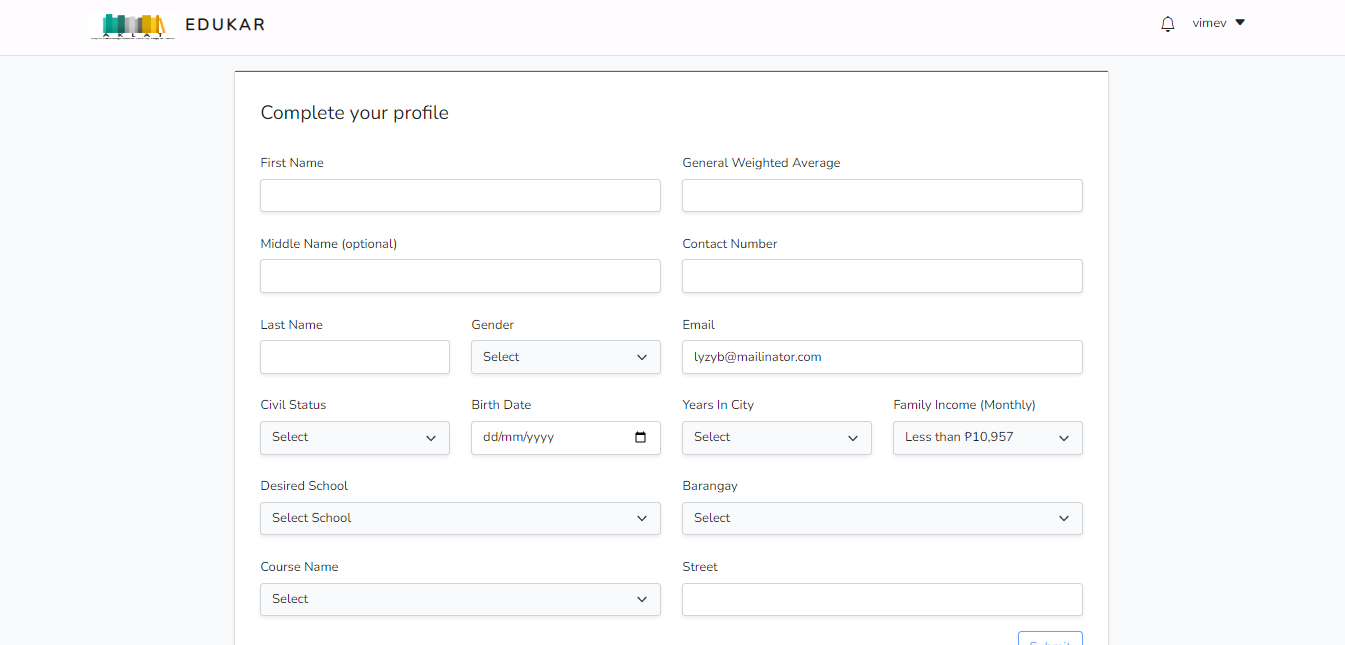 AKLAT
EDUKAR
vimev
Complete your profile
First Name
General Weighted Average
Middle Name (optional)
Contact Number
Last Name
Gender
Email
Select
lyzyb@mailinator.com
Civil Status
Birth Date
Years In City
Family Income (Monthly)
Select
dd/mm/yyyy
Select
Less than ₱10,957
Desired School
Barangay
Select School
Select
Course Name
Street
Select
Submit